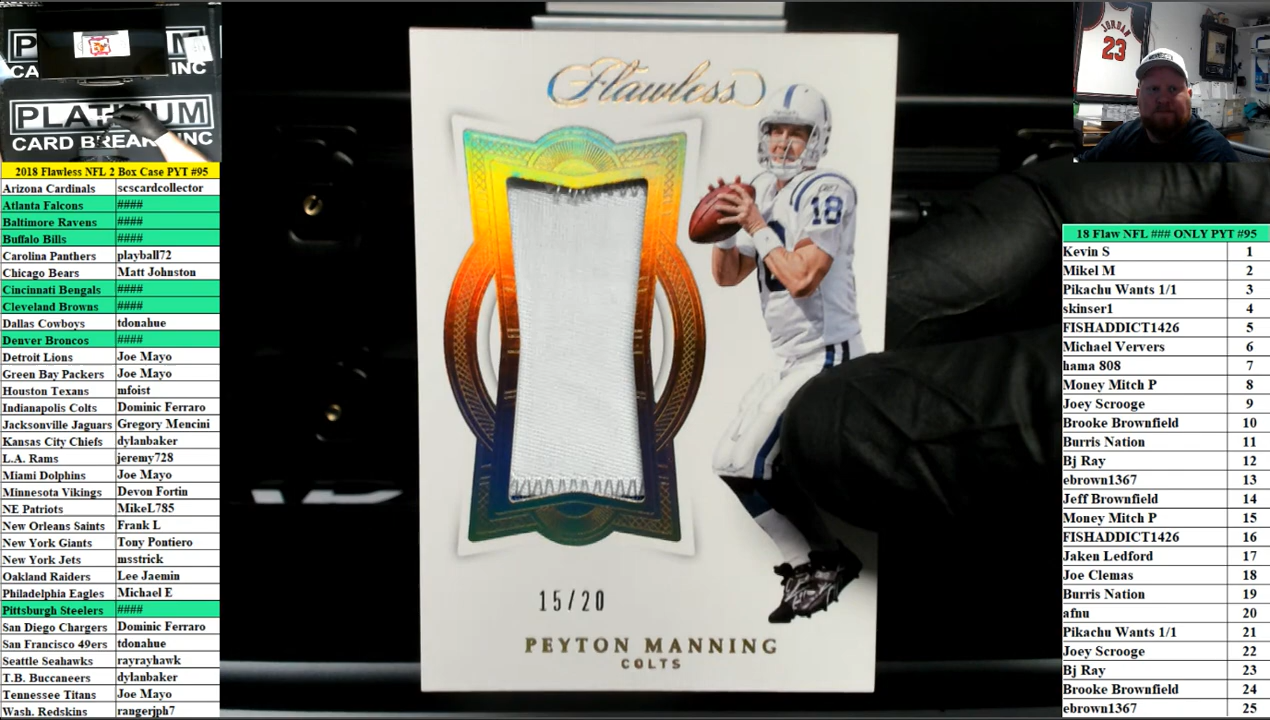 PLATINUM
CARD BREAK INC
JORDAN
23
2018 Flawless NFL 2 Box Case PYT #95
Arizona Cardinals scscardcollector
Atlanta Falcons ####
Baltimore Ravens ####
Buffalo Bills ####
Carolina Panthers playball72
Chicago Bears Matt Johnston
Cincinnati Bengals ####
Cleveland Browns ####
Dallas Cowboys tdonahue
Denver Broncos ####
Detroit Lions Joe Mayo
Green Bay Packers Joe Mayo
Houston Texans mfoist
Indianapolis Colts Dominic Ferraro
Jacksonville Jaguars Gregory Mencini
Kansas City Chiefs dylanbaker
L.A. Rams jeremy728
Miami Dolphins Joe Mayo
Minnesota Vikings Devon Fortin
NE Patriots MikeL785
New Orleans Saints Frank L
New York Giants Tony Pontiero
New York Jets msstrick
Oakland Raiders Lee Jaemin
Philadelphia Eagles Michael E
Pittsburgh Steelers ####
San Diego Chargers Dominic Ferraro
San Francisco 49ers tdonahue
Seattle Seahawks rayrayhawk
T.B. Buccaneers dylanbaker
Tennessee Titans Joe Mayo
Wash. Redskins rangerjph7
Flawless
18
15/20
PEYTON MANNING
COLTS
18 Flaw NFL ### ONLY PYT #95
Kevin S 1
Mikel M 2
Pikachu Wants 1/1 3
skinser1 4
FISHADDICT1426 5
Michael Ververs 6
hama 808 7
Money Mitch P 8
Joey Scrooge 9
Brooke Brownfield 10
Burris Nation 11
Bj Ray 12
ebrown1367 13
Jeff Brownfield 14
Money Mitch P 15
FISHADDICT1426 16
Jaken Ledford 17
Joe Clemas 18
Burris Nation 19
afnu 20
Pikachu Wants 1/1 21
Joey Scrooge 22
Bj Ray 23
Brooke Brownfield 24
ebrown1367 25